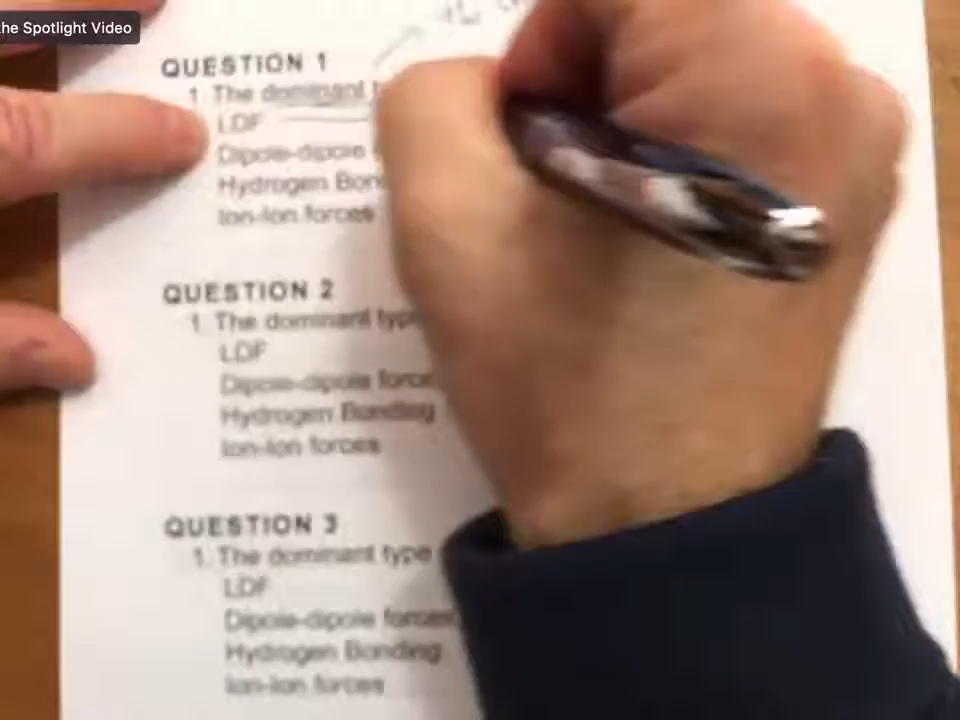 the Spotlight Video
QUESTION 1
1. The dominant
LDF
Dipole-dipole
Hydrogen Bon
Ion-Ion forces
QUESTION 2
1. The dominant type
LDF
Dipole-dipole force
Hydrogen Bonding
Ion-Ion forces
QUESTION 3
1. The dominant type
LDF
Dipole-dipole forces
Hydrogen Bonding
Ion-Ion forces